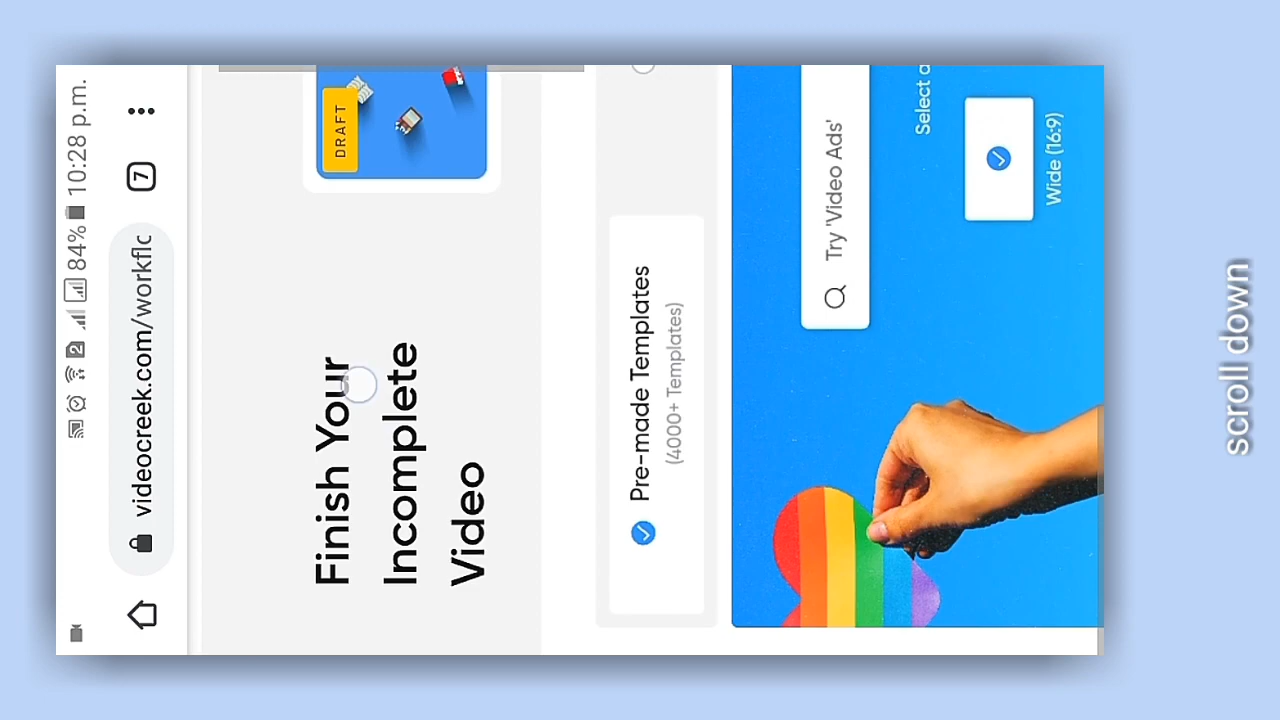 84% 10:28 p.m.
videocreek.com/workflo
7
Finish Your
Incomplete
Video
DRAFT
Pre-made Templates
(4000+ Templates)
Try 'Video Ads'
Select a
Wide (16:9)
scroll down